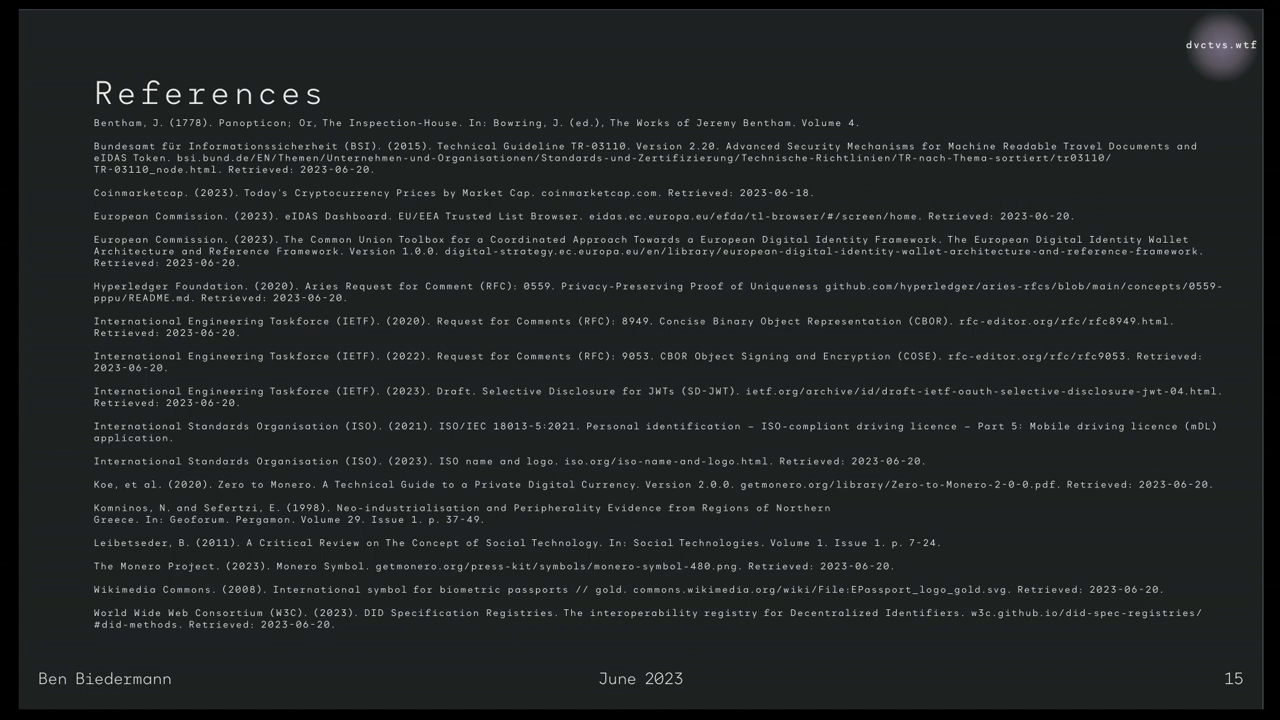 dvctvs.wtf
References
Bentham, J. (1778). Panopticon; Or, The Inspection-House. In: Bowring, J. (ed.), The Works of Jeremy Bentham. Volume 4.
Bundesamt für Informationssicherheit (BSI). (2015). Technical Guideline TR-03110. Version 2.20. Advanced Security Mechanisms for Machine Readable Travel Documents and
eIDAS Token. bsi.bund.de/EN/Themen/Unternehmen-und-Organisationen/Standards-und-Zertifizierung/Technische-Richtlinien/TR-nach-Thema-sortiert/tr03110/
TR-03110_node.html. Retrieved: 2023-06-20.
Coinmarketcap. (2023). Today's Cryptocurrency Prices by Market Cap. coinmarketcap.com. Retrieved: 2023-06-18.
European Commission. (2023). eIDAS Dashboard. EU/EEA Trusted List Browser. eidas.ec.europa.eu/efda/tl-browser/#/screen/home. Retrieved: 2023-06-20.
European Commission. (2023). The Common Union Toolbox for a Coordinated Approach Towards a European Digital Identity Framework. The European Digital Identity Wallet
Architecture and Reference Framework. Version 1.0.0. digital-strategy.ec.europa.eu/en/library/european-digital-identity-wallet-architecture-and-reference-framework.
Retrieved: 2023-06-20.
Hyperledger Foundation. (2020). Aries Request for Comment (RFC): 0559. Privacy-Preserving Proof of Uniqueness github.com/hyperledger/aries-rfcs/blob/main/concepts/0559-
pppu/README.md. Retrieved: 2023-06-20.
International Engineering Taskforce (IETF). (2020). Request for Comments (RFC): 8949. Concise Binary Object Representation (CBOR). rfc-editor.org/rfc/rfc8949.html.
Retrieved: 2023-06-20.
International Engineering Taskforce (IETF). (2022). Request for Comments (RFC): 9053. CBOR Object Signing and Encryption (COSE). rfc-editor.org/rfc/rfc9053. Retrieved:
2023-06-20.
International Engineering Taskforce (IETF). (2023). Draft. Selective Disclosure for JWTs (SD-JWT). ietf.org/archive/id/draft-ietf-oauth-selective-disclosure-jwt-04.html.
Retrieved: 2023-06-20.
International Standards Organisation (ISO). (2021). ISO/IEC 18013-5:2021. Personal identification – ISO-compliant driving licence – Part 5: Mobile driving licence (mDL)
application.
International Standards Organisation (ISO). (2023). ISO name and logo. iso.org/iso-name-and-logo.html. Retrieved: 2023-06-20.
Koe, et al. (2020). Zero to Monero. A Technical Guide to a Private Digital Currency. Version 2.0.0. getmonero.org/library/Zero-to-Monero-2-0-0.pdf. Retrieved: 2023-06-20.
Komninos, N. and Sefertzi, E. (1998). Neo-industrialisation and Peripherality Evidence from Regions of Northern
Greece. In: Geoforum. Pergamon. Volume 29. Issue 1. p. 37-49.
Leibetseder, B. (2011). A Critical Review on The Concept of Social Technology. In: Social Technologies. Volume 1. Issue 1. p. 7-24.
The Monero Project. (2023). Monero Symbol. getmonero.org/press-kit/symbols/monero-symbol-480.png. Retrieved: 2023-06-20.
Wikimedia Commons. (2008). International symbol for biometric passports // gold. commons.wikimedia.org/wiki/File:EPassport_logo_gold.svg. Retrieved: 2023-06-20.
World Wide Web Consortium (W3C). (2023). DID Specification Registries. The interoperability registry for Decentralized Identifiers. w3c.github.io/did-spec-registries/
#did-methods. Retrieved: 2023-06-20.
Ben Biedermann
June 2023
15